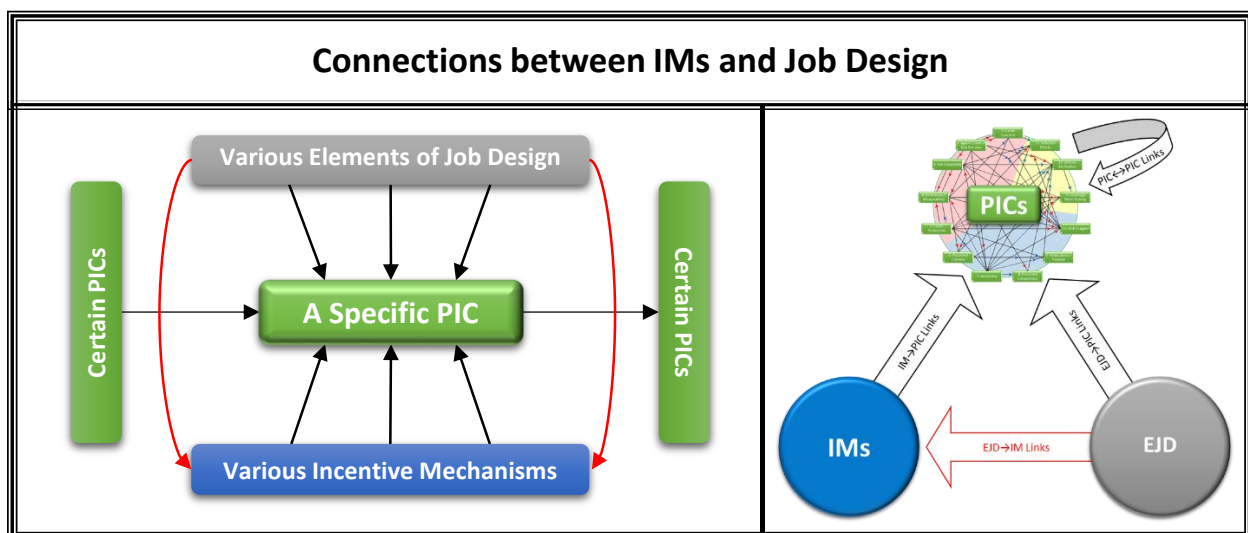 Connections between IMs and Job Design
Various Elements of Job Design
Certain PICs
A Specific PIC
Certain PICs
Various Incentive Mechanisms
PICs
PIC↔PIC Links
IM→PIC Links
EJD→PIC Links
IMs
EJD→IM Links
EJD